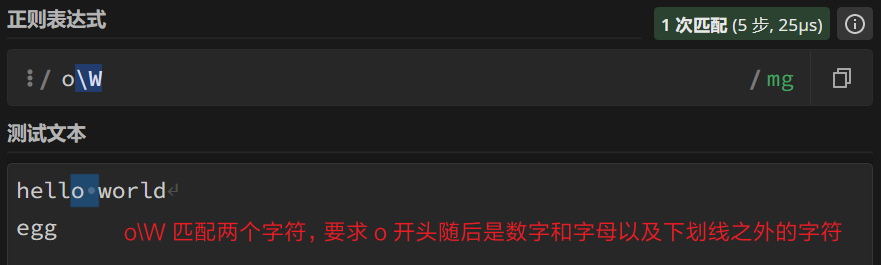 正则表达式
1 次匹配 (5 步, 25μs)
/ o\W / mg
测试文本
hello world
egg
o\W 匹配两个字符, 要求 o 开头随后是数字和字母以及下划线之外的字符